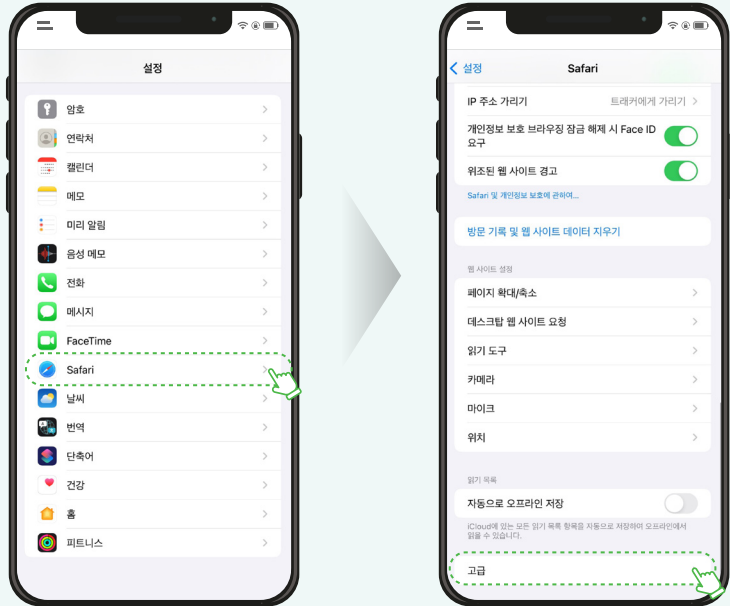 설정
암호
연락처
캘린더
메모
미리 알림
음성 메모
전화
메시지
FaceTime
Safari
날씨
번역
단축어
건강
홈
피트니스
설정
Safari
IP 주소 가리기
트래커에게 가리기
개인정보 보호 브라우징 잠금 해제 시 Face ID
요구
위조된 웹 사이트 경고
Safari 및 개인정보 보호에 관하여...
방문 기록 및 웹 사이트 데이터 지우기
웹 사이트 설정
페이지 확대/축소
데스크탑 웹 사이트 요청
읽기 도구
카메라
마이크
위치
읽기 목록
자동으로 오프라인 저장
iCloud에 있는 모든 읽기 목록 항목을 자동으로 저장하여 오프라인에서
읽을 수 있습니다.
고급